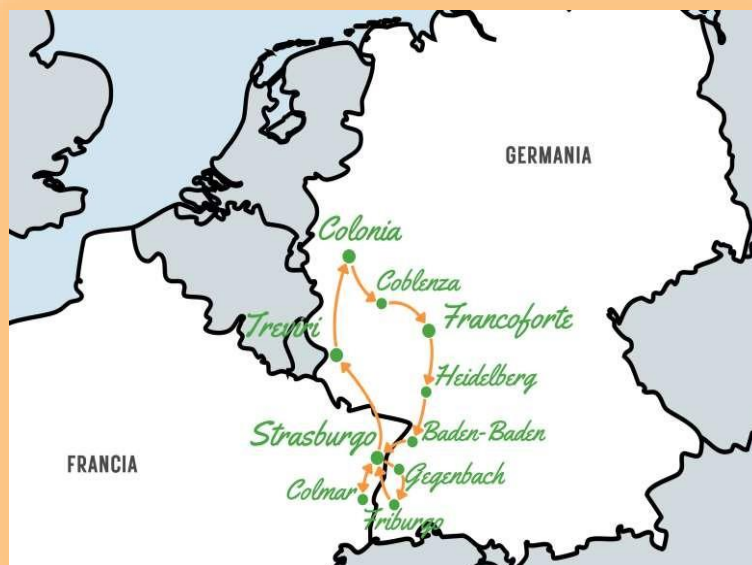 GERMANIA
Colonia
Coblenza
Francoforte
Treviri
Heidelberg
Strasburgo
Baden-Baden
FRANCIA
Gegenbach
Colmar
Friburgo